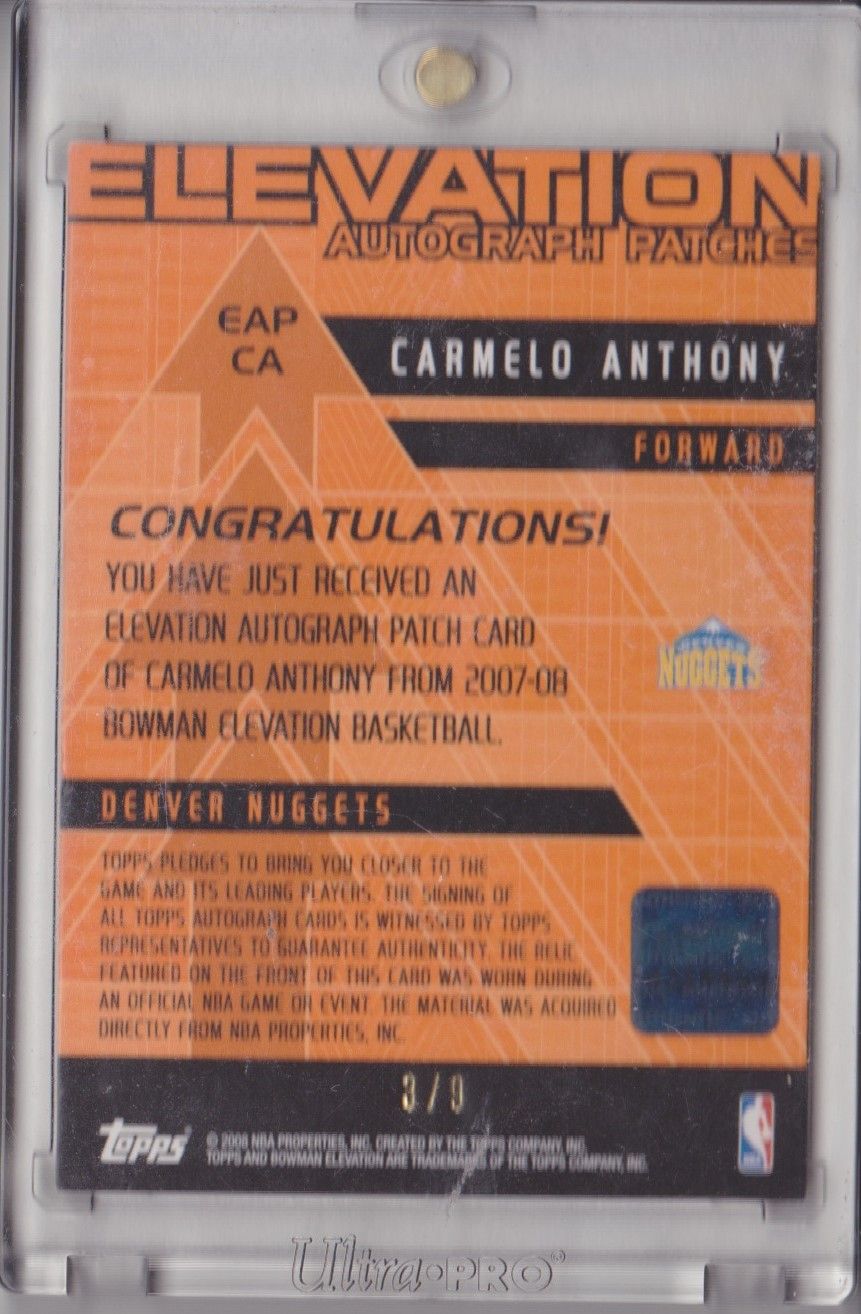 ELEVATION
AUTOGRAPH PATCHES
EAP
CA
CARMELO ANTHONY
FORWARD
CONGRATULATIONS!
YOU HAVE JUST RECEIVED AN
ELEVATION AUTOGRAPH PATCH CARD
OF CARMELO ANTHONY FROM 2007-08
BOWMAN ELEVATION BASKETBALL.
NUGGETS
DENVER NUGGETS
TOPPS PLEDGES TO BRING YOU CLOSER TO THE
GAME AND ITS LEADING PLAYERS. THE SIGNING OF
ALL TOPPS AUTOGRAPH CARDS IS WITNESSED BY TOPPS
REPRESENTATIVES TO GUARANTEE AUTHENTICITY. THE RELIC
FEATURED ON THE FRONT OF THIS CARD WAS WORN DURING
AN OFFICIAL NBA GAME OR EVENT. THE MATERIAL WAS ACQUIRED
DIRECTLY FROM NBA PROPERTIES, INC.
3/9
topps
© 2008 NBA PROPERTIES, INC. CREATED BY THE TOPPS COMPANY, INC.
TOPPS AND BOWMAN ELEVATION ARE TRADEMARKS OF THE TOPPS COMPANY, INC.
Ultra•PRO®